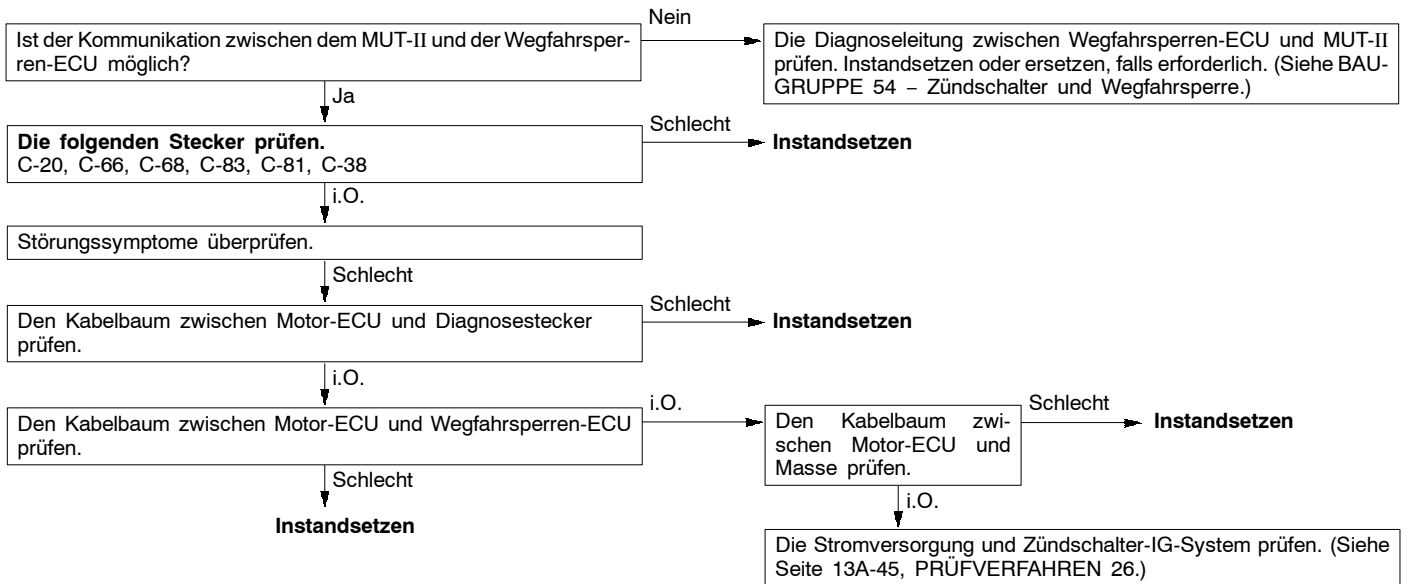 Ist der Kommunikation zwischen dem MUT-II und der Wegfahrsper-
ren-ECU möglich?
Nein
Die Diagnoseleitung zwischen Wegfahrsperren-ECU und MUT-II
prüfen. Instandsetzen oder ersetzen, falls erforderlich. (Siehe BAU-
GRUPPE 54 – Zündschalter und Wegfahrsperre.)
Ja
Die folgenden Stecker prüfen.
C-20, C-66, C-68, C-83, C-81, C-38
Schlecht
Instandsetzen
i.O.
Störungssymptome überprüfen.
Schlecht
Den Kabelbaum zwischen Motor-ECU und Diagnosestecker
prüfen.
Schlecht
Instandsetzen
i.O.
Den Kabelbaum zwischen Motor-ECU und Wegfahrsperren-ECU
prüfen.
i.O.
Den Kabelbaum zwi-
schen Motor-ECU und
Masse prüfen.
Schlecht
Instandsetzen
Schlecht
Instandsetzen
i.O.
Die Stromversorgung und Zündschalter-IG-System prüfen. (Siehe
Seite 13A-45, PRÜFVERFAHREN 26.)